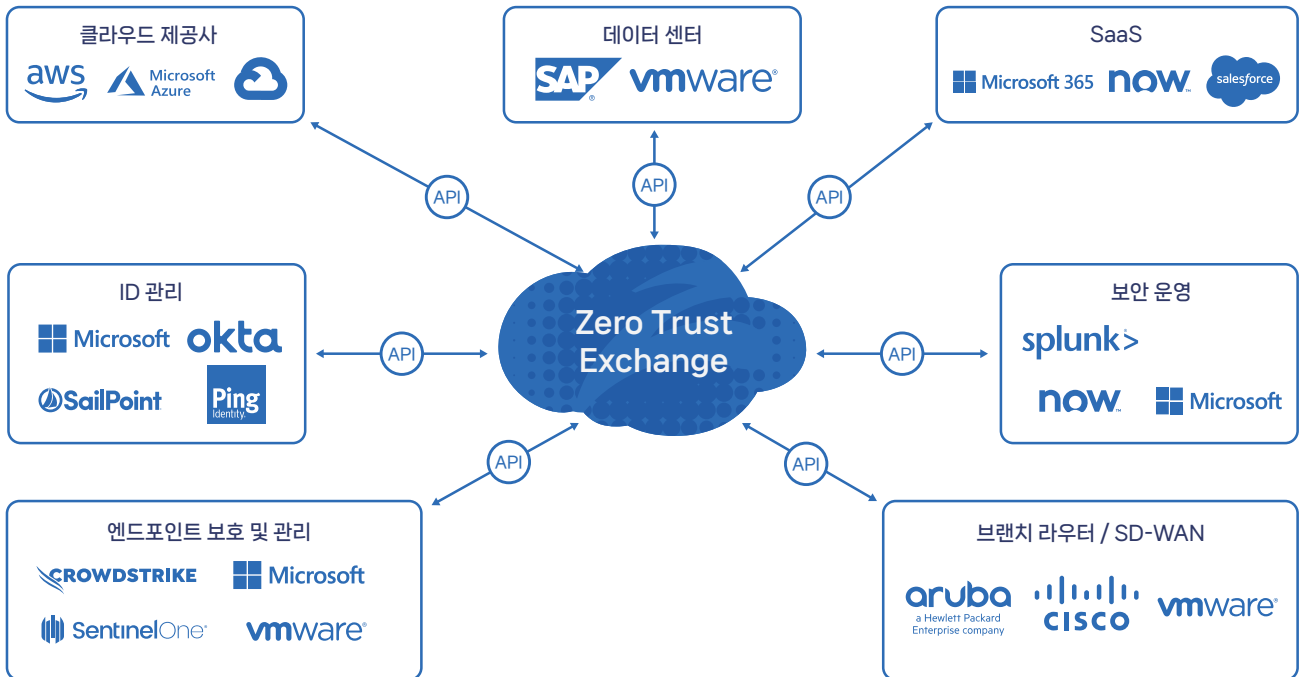 클라우드 제공사
aws
Microsoft
Azure
데이터 센터
SAP®
vmware®
SaaS
Microsoft 365
now™
salesforce
API
API
API
ID 관리
Microsoft
okta
SailPoint
Ping
Identity.
API
Zero Trust
Exchange
API
보안 운영
splunk>
now™
Microsoft
API
API
엔드포인트 보호 및 관리
CROWDSTRIKE
Microsoft
SentinelOne®
vmware®
브랜치 라우터 / SD-WAN
aruba
a Hewlett Packard
Enterprise company
CISCO
vmware®